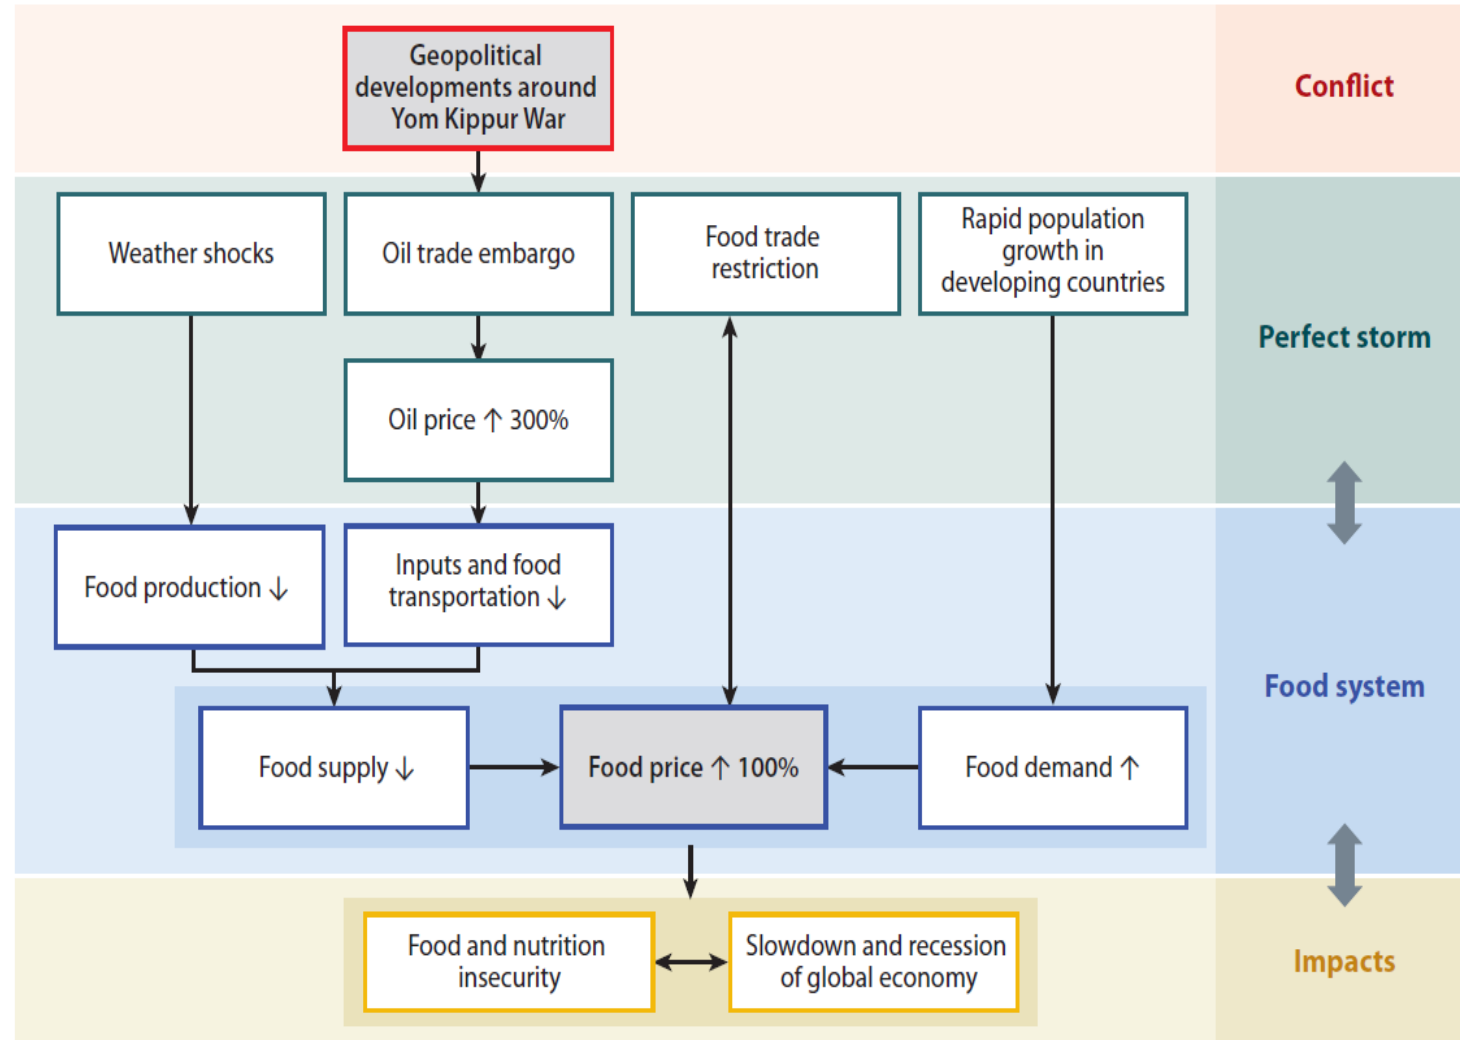 Geopolitical
developments around
Yom Kippur War
Conflict
Weather shocks
Oil trade embargo
Food trade
restriction
Rapid population
growth in
developing countries
Perfect storm
Oil price ↑ 300%
Food production ↓
Inputs and food
transportation ↓
Food system
Food supply ↓
Food price ↑ 100%
Food demand ↑
Food and nutrition
insecurity
Slowdown and recession
of global economy
Impacts